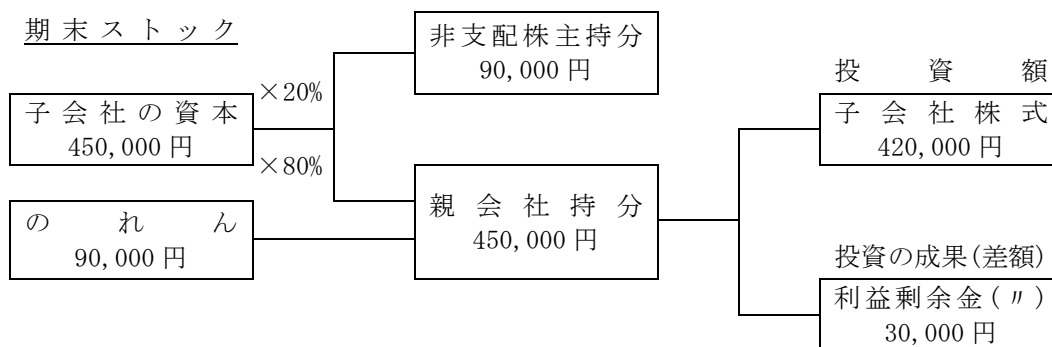 期末ストック
非支配株主持分
90,000 円
×20%
子会社の資本
450,000 円
×80%
のれん
90,000 円
親会社持分
450,000 円
投資額
子会社株式
420,000 円
投資の成果(差額)
利益剰余金(〃)
30,000 円